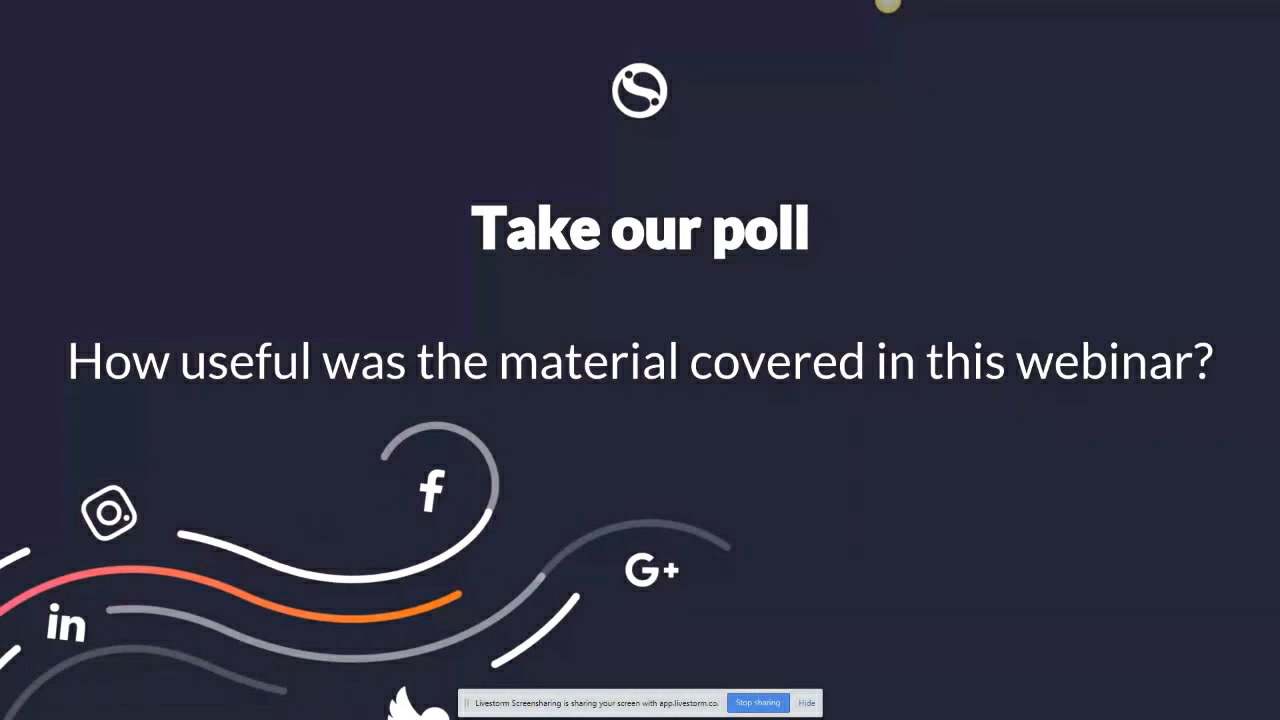 Take our poll
How useful was the material covered in this webinar?
f
G+
in
Livestorm Screensharing is sharing your screen with app.livestorm.co. Stop sharing Hide